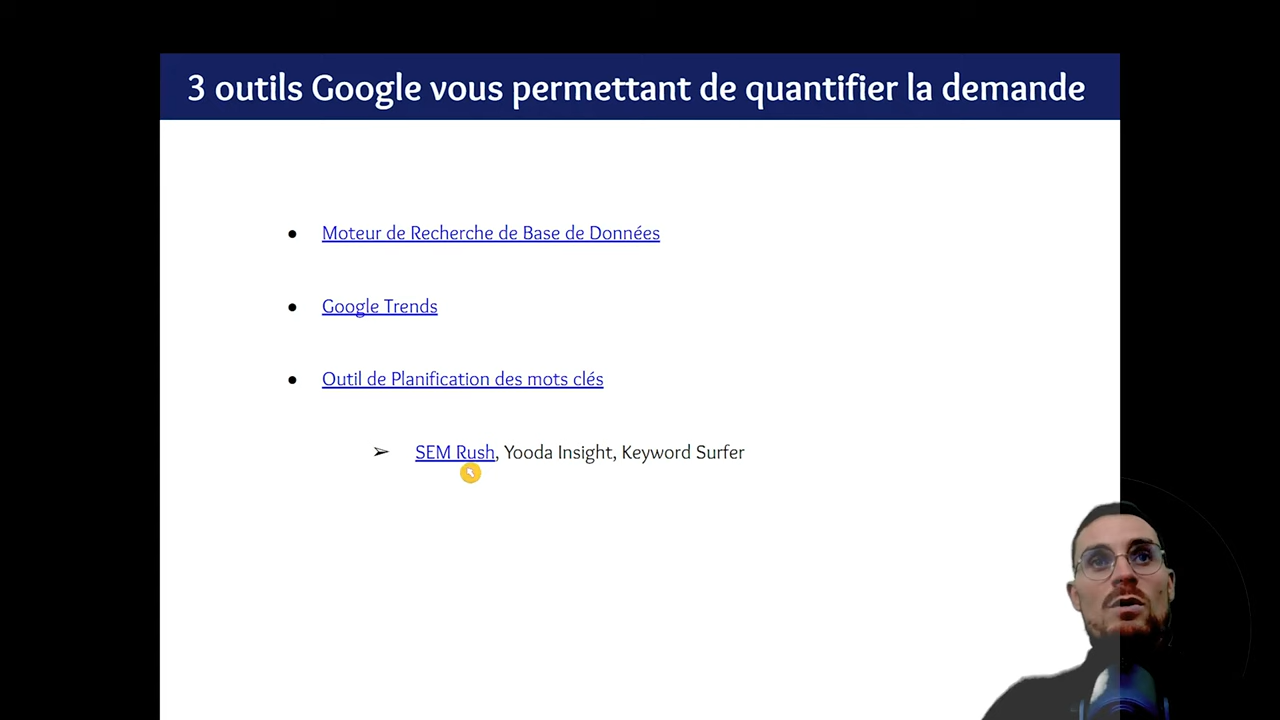 3 outils Google vous permettant de quantifier la demande
● Moteur de Recherche de Base de Données
● Google Trends
● Outil de Planification des mots clés
➢ SEM Rush, Yooda Insight, Keyword Surfer